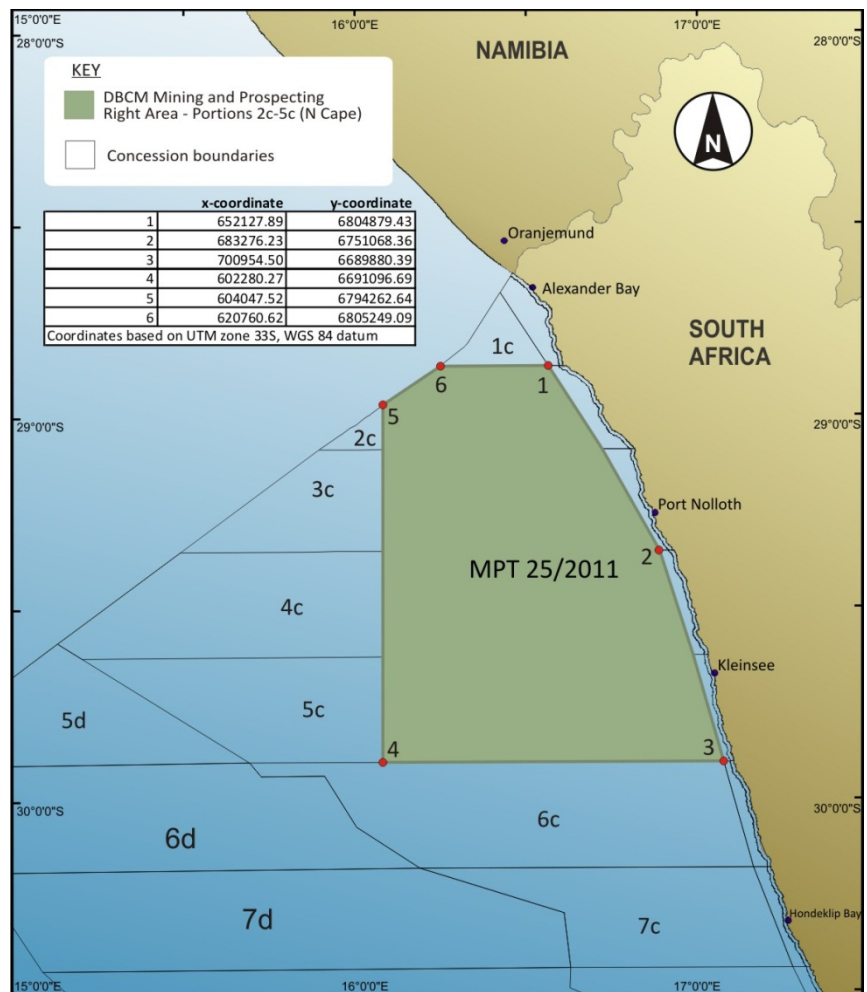 15°0'0"E
16°0'0"E
17°0'0"E
28°0'0"S
28°0'0"S
NAMIBIA
KEY
DBCM Mining and Prospecting
Right Area - Portions 2c-5c (N Cape)
Concession boundaries
N
x-coordinate y-coordinate
1 652127.89 6804879.43
2 683276.23 6751068.36
3 700954.50 6689880.39
4 602280.27 6691096.69
5 604047.52 6794262.64
6 620760.62 6805249.09
Coordinates based on UTM zone 33S, WGS 84 datum
Oranjemund
Alexander Bay
SOUTH
AFRICA
1c
6
1
5
29°0'0"S
29°0'0"S
2c
3c
Port Nolloth
2
MPT 25/2011
4c
Kleinsee
5c
5d
4
3
30°0'0"S
30°0'0"S
6c
6d
7d
7c
Hondeklip Bay
15°0'0"E
16°0'0"E
17°0'0"E